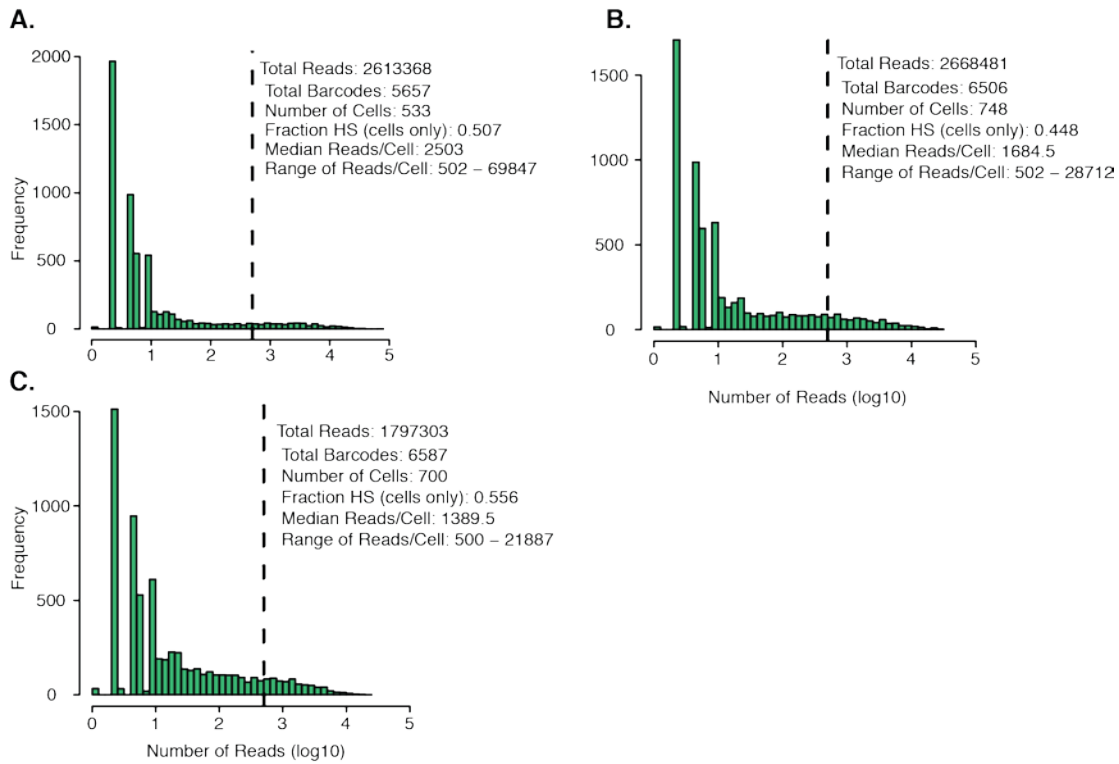 A.
Frequency
2000
1500
1000
500
0
0 1 2 3 4 5
Total Reads: 2613368
Total Barcodes: 5657
Number of Cells: 533
Fraction HS (cells only): 0.507
Median Reads/Cell: 2503
Range of Reads/Cell: 502 – 69847
B.
1500
1000
500
0
0 1 2 3 4 5
Number of Reads (log10)
Total Reads: 2668481
Total Barcodes: 6506
Number of Cells: 748
Fraction HS (cells only): 0.448
Median Reads/Cell: 1684.5
Range of Reads/Cell: 502 – 28712
C.
Frequency
1500
1000
500
0
0 1 2 3 4 5
Number of Reads (log10)
Total Reads: 1797303
Total Barcodes: 6587
Number of Cells: 700
Fraction HS (cells only): 0.556
Median Reads/Cell: 1389.5
Range of Reads/Cell: 500 – 21887